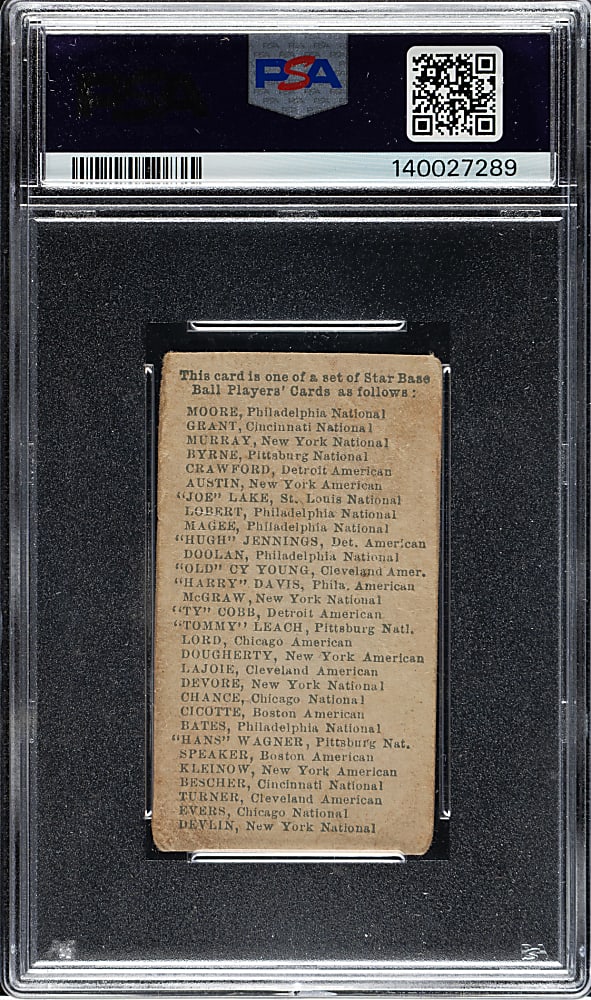 PSA
140027289
This card is one of a set of Star Base
Ball Players' Cards as follows:
MOORE, Philadelphia National
GRANT, Cincinnati National
MURRAY, New York National
BYRNE, Pittsburg National
CRAWFORD, Detroit American
AUSTIN, New York American
"JOE" LAKE, St. Louis National
LOBERT, Philadelphia National
MAGEE, Philadelphia National
"HUGH" JENNINGS, Det. American
DOOLAN, Philadelphia National
"OLD" CY YOUNG, Cleveland Amer.
"HARRY" DAVIS, Phila. American
McGRAW, New York National
"TY" COBB, Detroit American
"TOMMY" LEACH, Pittsburg Natl.
LORD, Chicago American
DOUGHERTY, New York American
LAJOIE, Cleveland American
DEVORE, New York National
CHANCE, Chicago National
CICOTTE, Boston American
BATES, Philadelphia National
"HANS" WAGNER, Pittsburg Nat.
SPEAKER, Boston American
KLEINOW, New York American
BESCHER, Cincinnati National
TURNER, Cleveland American
EVERS, Chicago National
DEVLIN, New York National